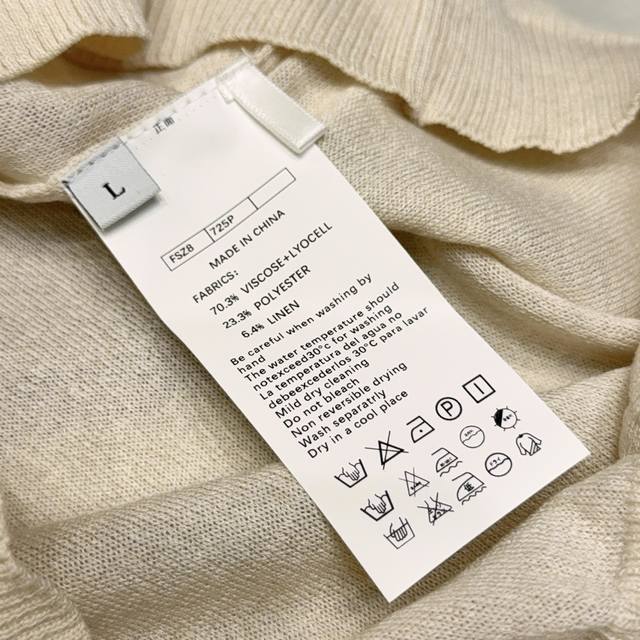 正面
L
FSZ8 725P
MADE IN CHINA
FABRICS:
70.3% VISCOSE+LYOCELL
23.3% POLYESTER
6.4% LINEN
Be careful when washing by
hand
The water temperature should
notexceed30°c for washing
La temperatura del agua no
debeexcederlos 30°C para lavar
Mild dry cleaning
Do not bleach
Non reversible drying
Wash separatrly
Dry in a cool place
P